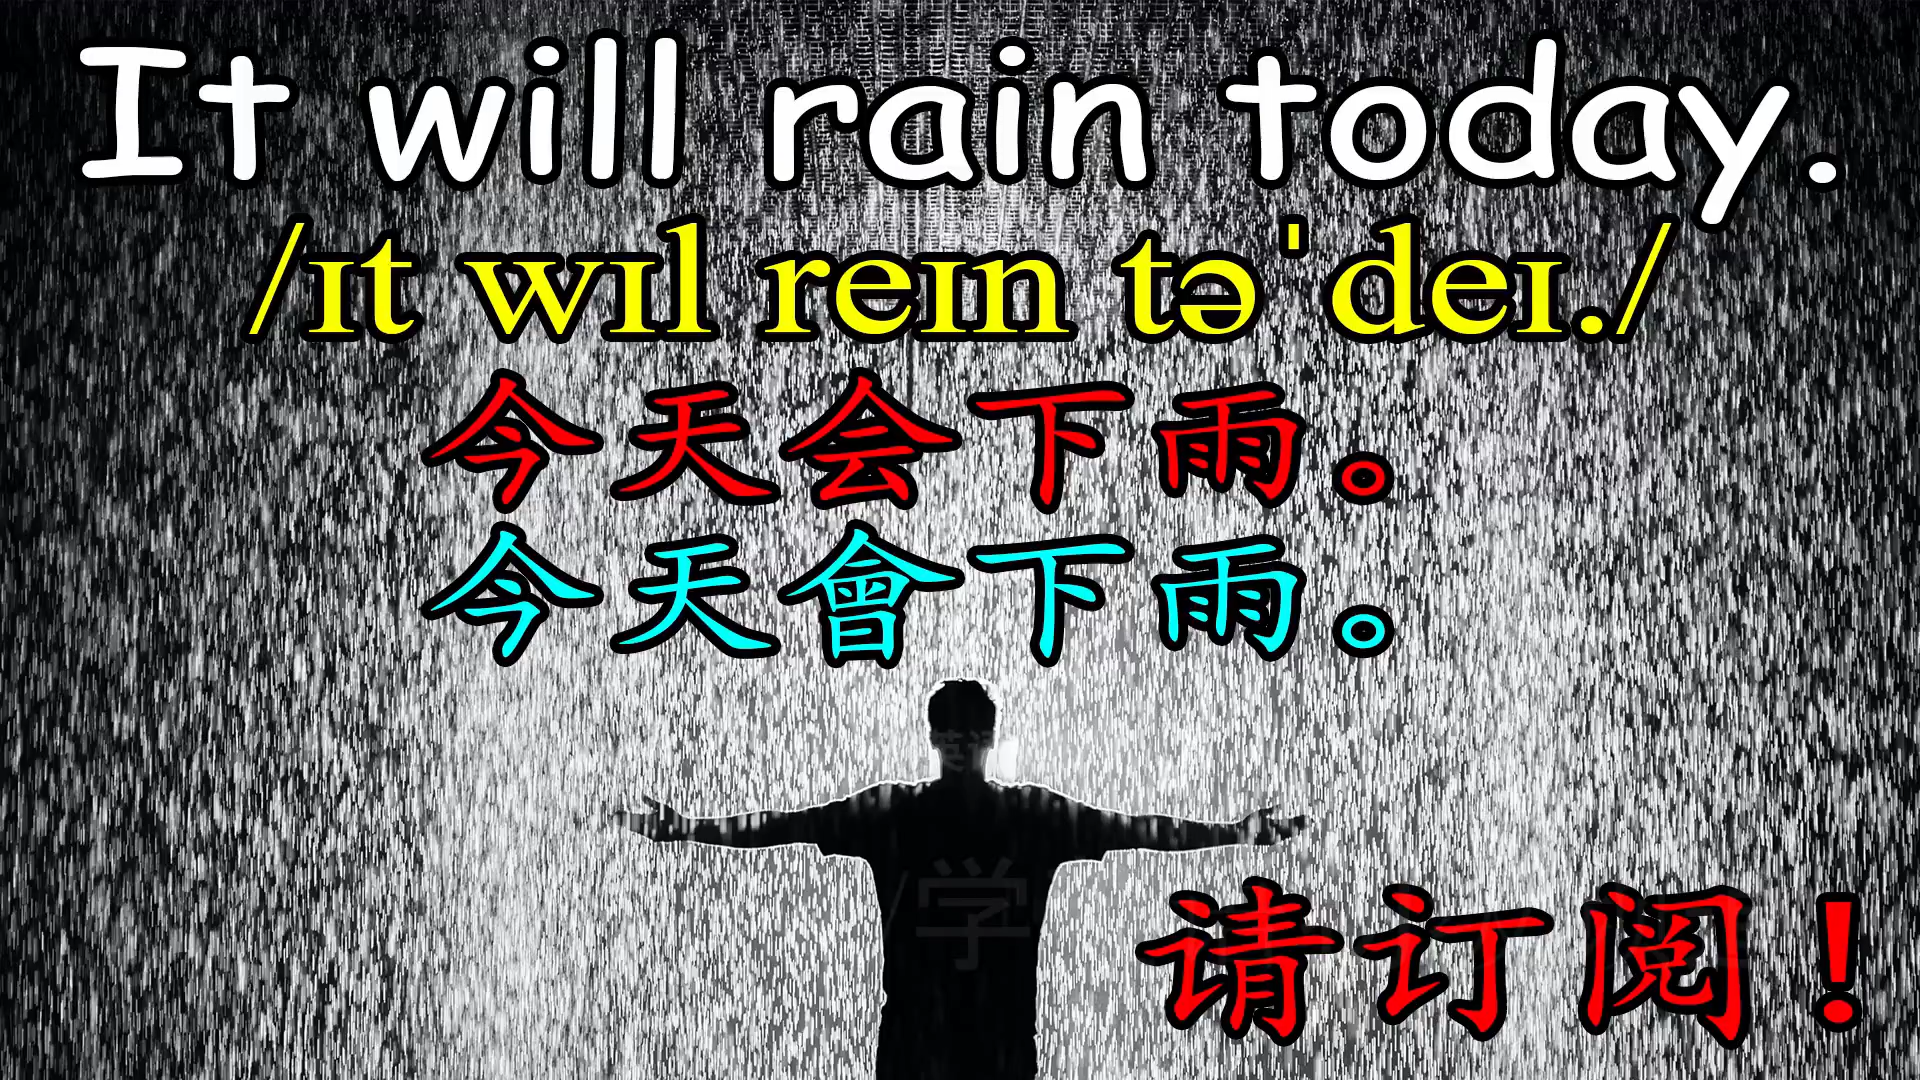 It will rain today.
/ɪt wɪl reɪn təˈdeɪ./
今天会下雨。
今天會下雨。
学
请订阅！